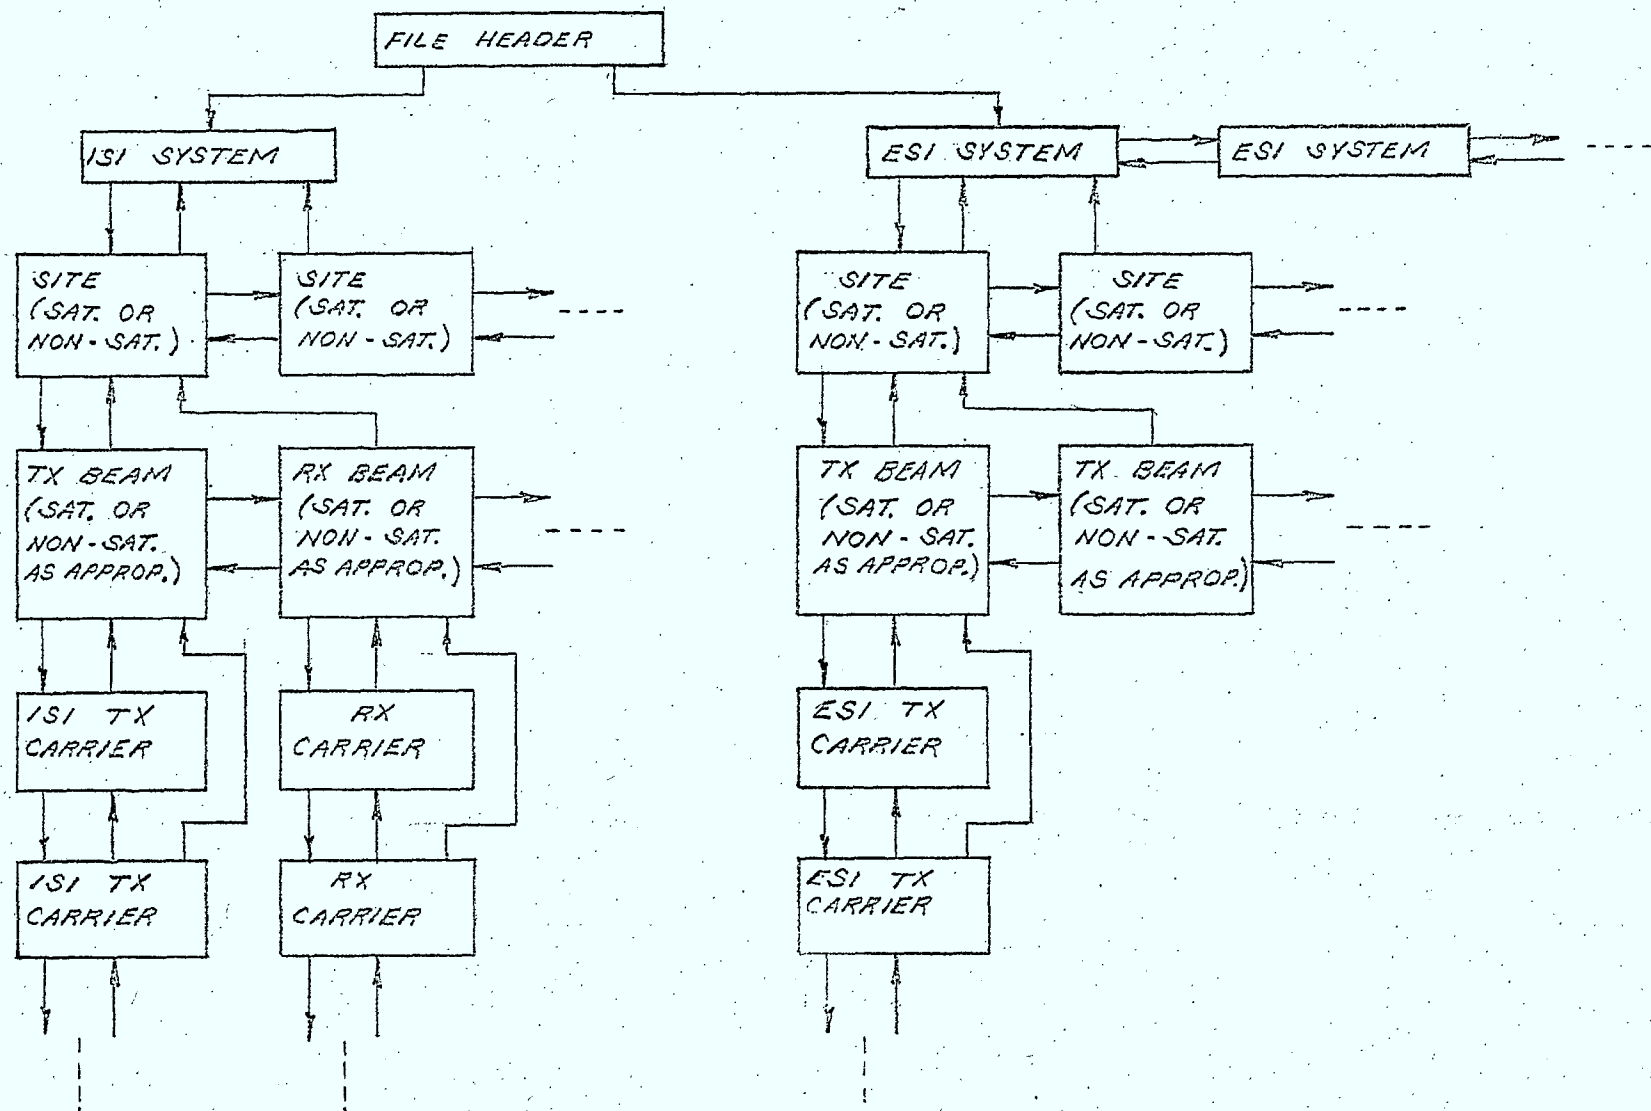 FILE HEADER
ISI SYSTEM
ESI SYSTEM
ESI SYSTEM
SITE
(SAT. OR
NON-SAT.)
SITE
(SAT. OR
NON-SAT.)
SITE
(SAT. OR
NON-SAT.)
SITE
(SAT. OR
NON-SAT.)
TX BEAM
(SAT. OR
NON-SAT.
AS APPROP.)
RX BEAM
(SAT. OR
NON-SAT.
AS APPROP.)
TX BEAM
(SAT. OR
NON-SAT.
AS APPROP.)
TX BEAM
(SAT. OR
NON-SAT.
AS APPROP.)
ISI TX
CARRIER
RX
CARRIER
ESI TX
CARRIER
ISI TX
CARRIER
RX
CARRIER
ESI TX
CARRIER